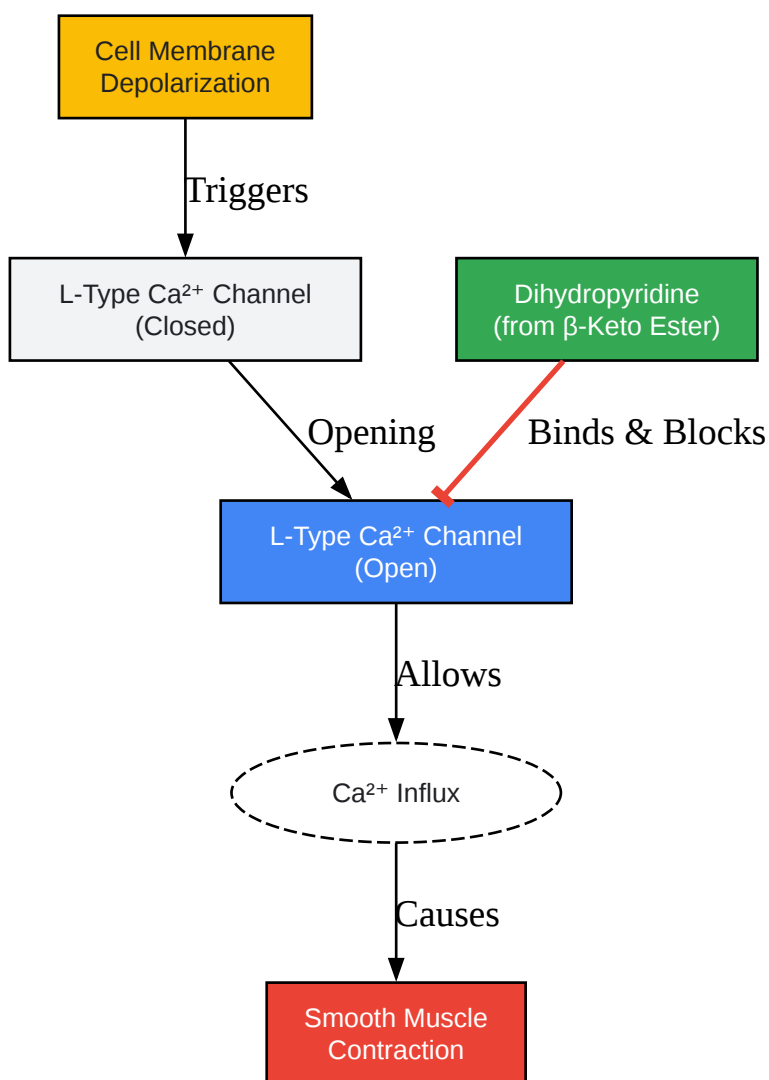 Cell Membrane
Depolarization
Triggers
L-Type Ca²⁺ Channel
(Closed)
Dihydropyridine
(from β-Keto Ester)
Opening
Binds & Blocks
L-Type Ca²⁺ Channel
(Open)
Allows
Ca²⁺ Influx
Causes
Smooth Muscle
Contraction